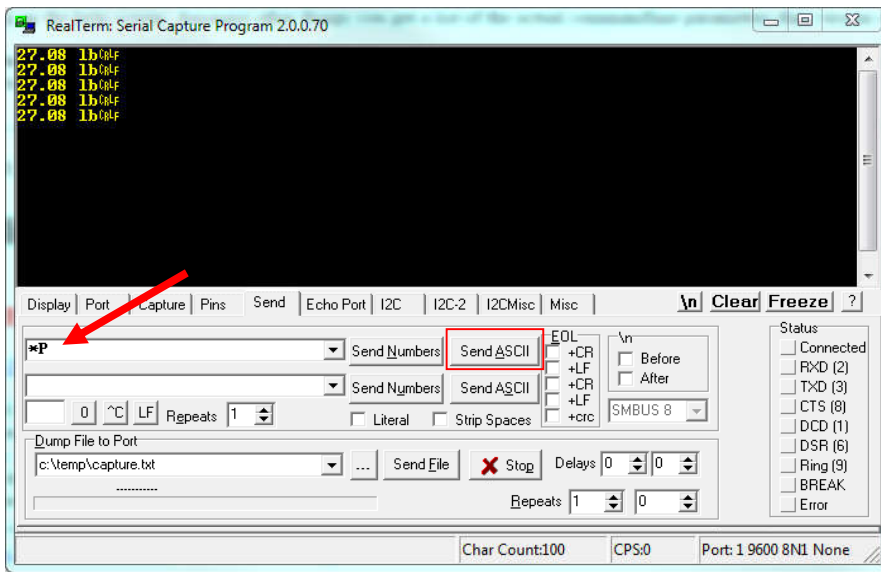 RealTerm: Serial Capture Program 2.0.0.70
27.08 lbCRLF
27.08 lbCRLF
27.08 lbCRLF
27.08 lbCRLF
27.08 lbCRLF
Display Port Capture Pins Send Echo Port I2C I2C-2 I2CMisc Misc \n Clear Freeze ?
*P Send Numbers Send ASCII
Send Numbers Send ASCII
0 ^C LF Repeats 1 Literal Strip Spaces
EOL
+CR
+LF
+CR
+LF
+crc
\n
Before
After
SMBUS 8
Dump File to Port
c:\temp\capture.txt ... Send File Stop Delays 0 0
----------
Repeats 1 0
Status
Connected
RXD (2)
TXD (3)
CTS (8)
DCD (1)
DSR (6)
Ring (9)
BREAK
Error
Char Count:100 CPS:0 Port: 1 9600 8N1 None